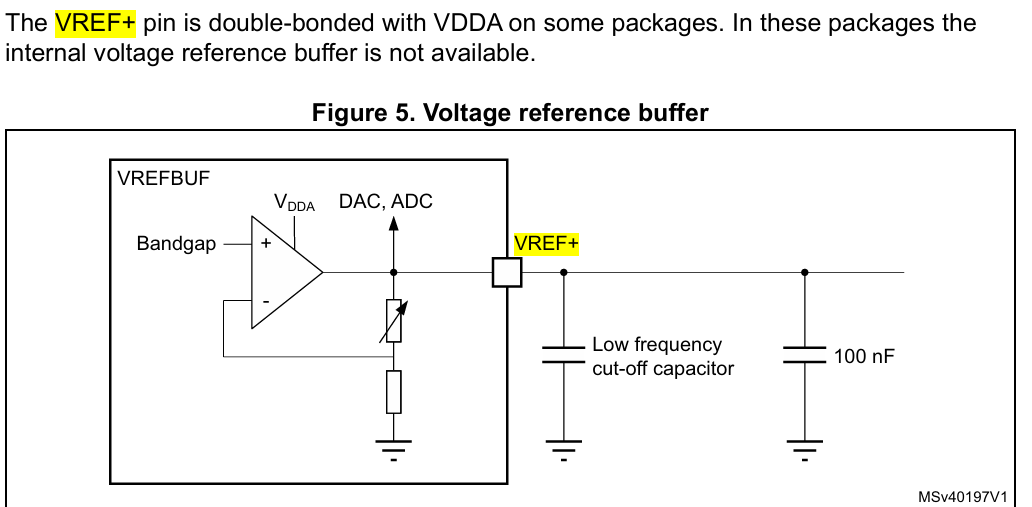 The VREF+ pin is double-bonded with VDDA on some packages. In these packages the
internal voltage reference buffer is not available.
Figure 5. Voltage reference buffer
VREFBUF
VDDA
DAC, ADC
Bandgap
+
VREF+
-
Low frequency
cut-off capacitor
100 nF
MSv40197V1